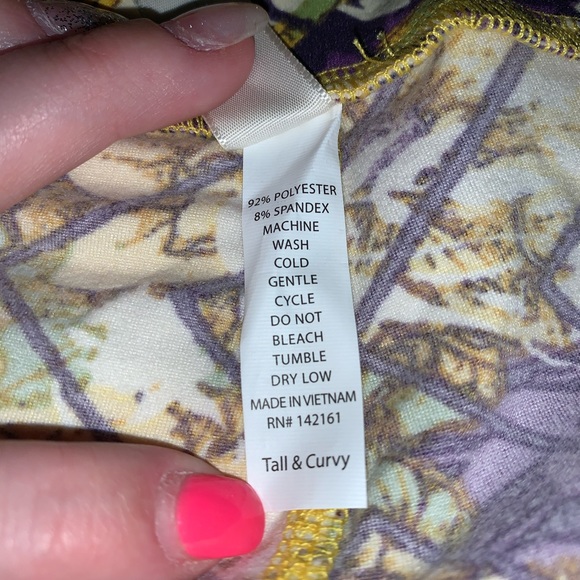 92% POLYESTER
8% SPANDEX
MACHINE
WASH
COLD
GENTLE
CYCLE
DO NOT
BLEACH
TUMBLE
DRY LOW
MADE IN VIETNAM
RN# 142161
Tall & Curvy